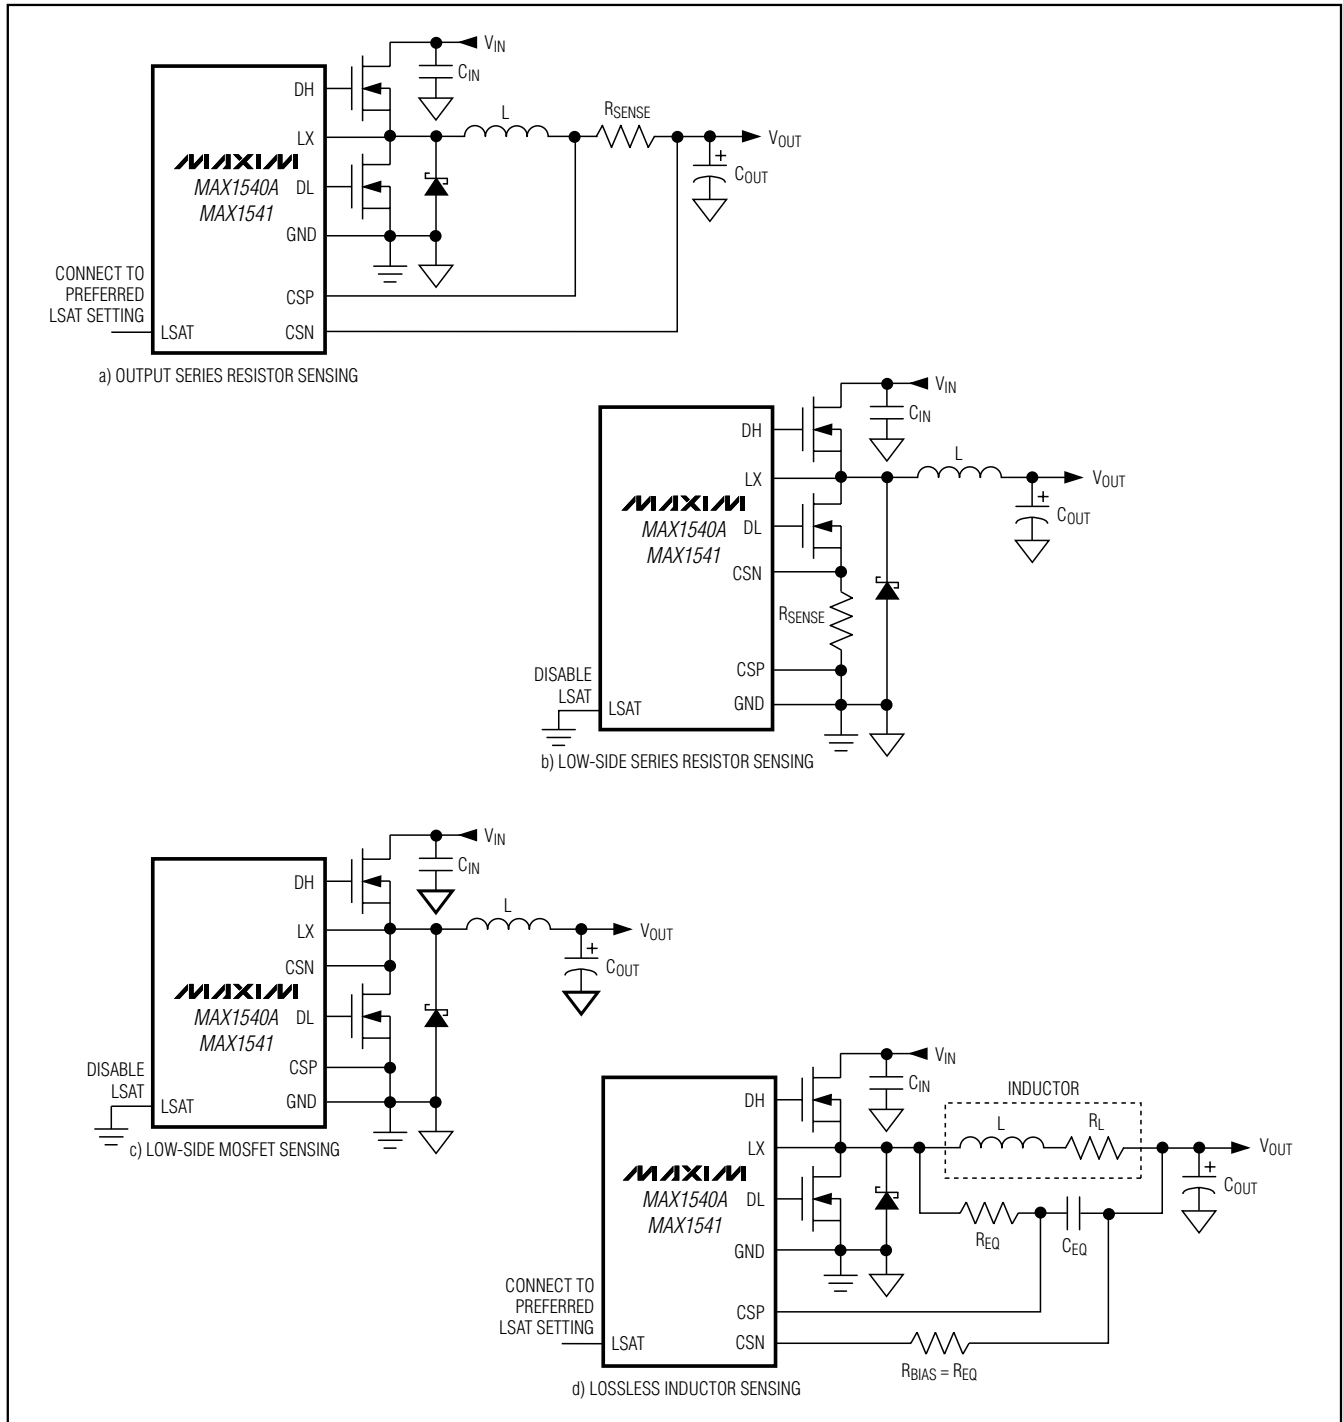 VIN
CIN
DH
L
RSENSE
LX
VOUT
MAXIM
MAX1540A
MAX1541
DL
+
COUT
GND
CONNECT TO
PREFERRED
LSAT SETTING
CSP
LSAT
CSN
a) OUTPUT SERIES RESISTOR SENSING
VIN
CIN
DH
L
LX
VOUT
MAXIM
MAX1540A
MAX1541
DL
+
COUT
CSN
RSENSE
DISABLE
LSAT
CSP
LSAT
GND
b) LOW-SIDE SERIES RESISTOR SENSING
VIN
CIN
DH
L
LX
VOUT
CSN
+
COUT
MAXIM
MAX1540A
MAX1541
DL
DISABLE
LSAT
CSP
LSAT
GND
c) LOW-SIDE MOSFET SENSING
VIN
CIN
DH
INDUCTOR
L
RL
LX
VOUT
MAXIM
MAX1540A
MAX1541
DL
+
COUT
REQ
CEQ
GND
CONNECT TO
PREFERRED
LSAT SETTING
CSP
LSAT
CSN
RBIAS = REQ
d) LOSSLESS INDUCTOR SENSING